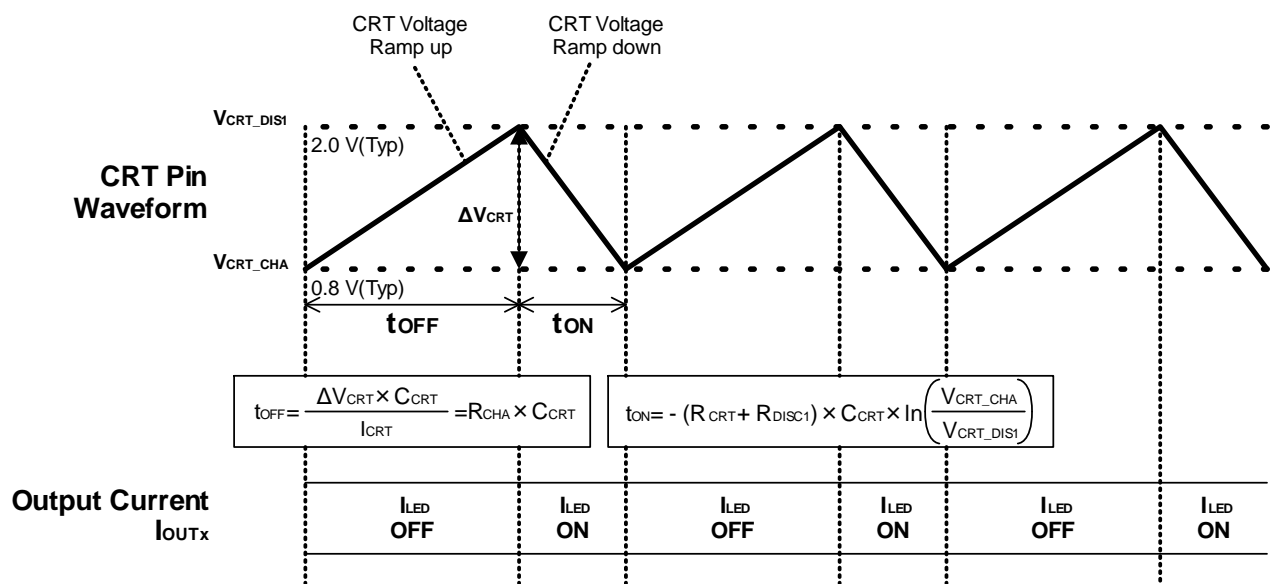 CRT Voltage
Ramp up
CRT Voltage
Ramp down
VCRT_DIS1
2.0 V(Typ)
CRT Pin
Waveform
ΔVCRT
VCRT_CHA
0.8 V(Typ)
tOFF
tON
tOFF= ΔVCRT × CCRT / ICRT =RCHA × CCRT
tON= - (RCRT+ RDISC1) × CCRT × ln(VCRT_CHA / VCRT_DIS1)
Output Current
IOUTx
ILED
OFF
ILED
ON
ILED
OFF
ILED
ON
ILED
OFF
ILED
ON